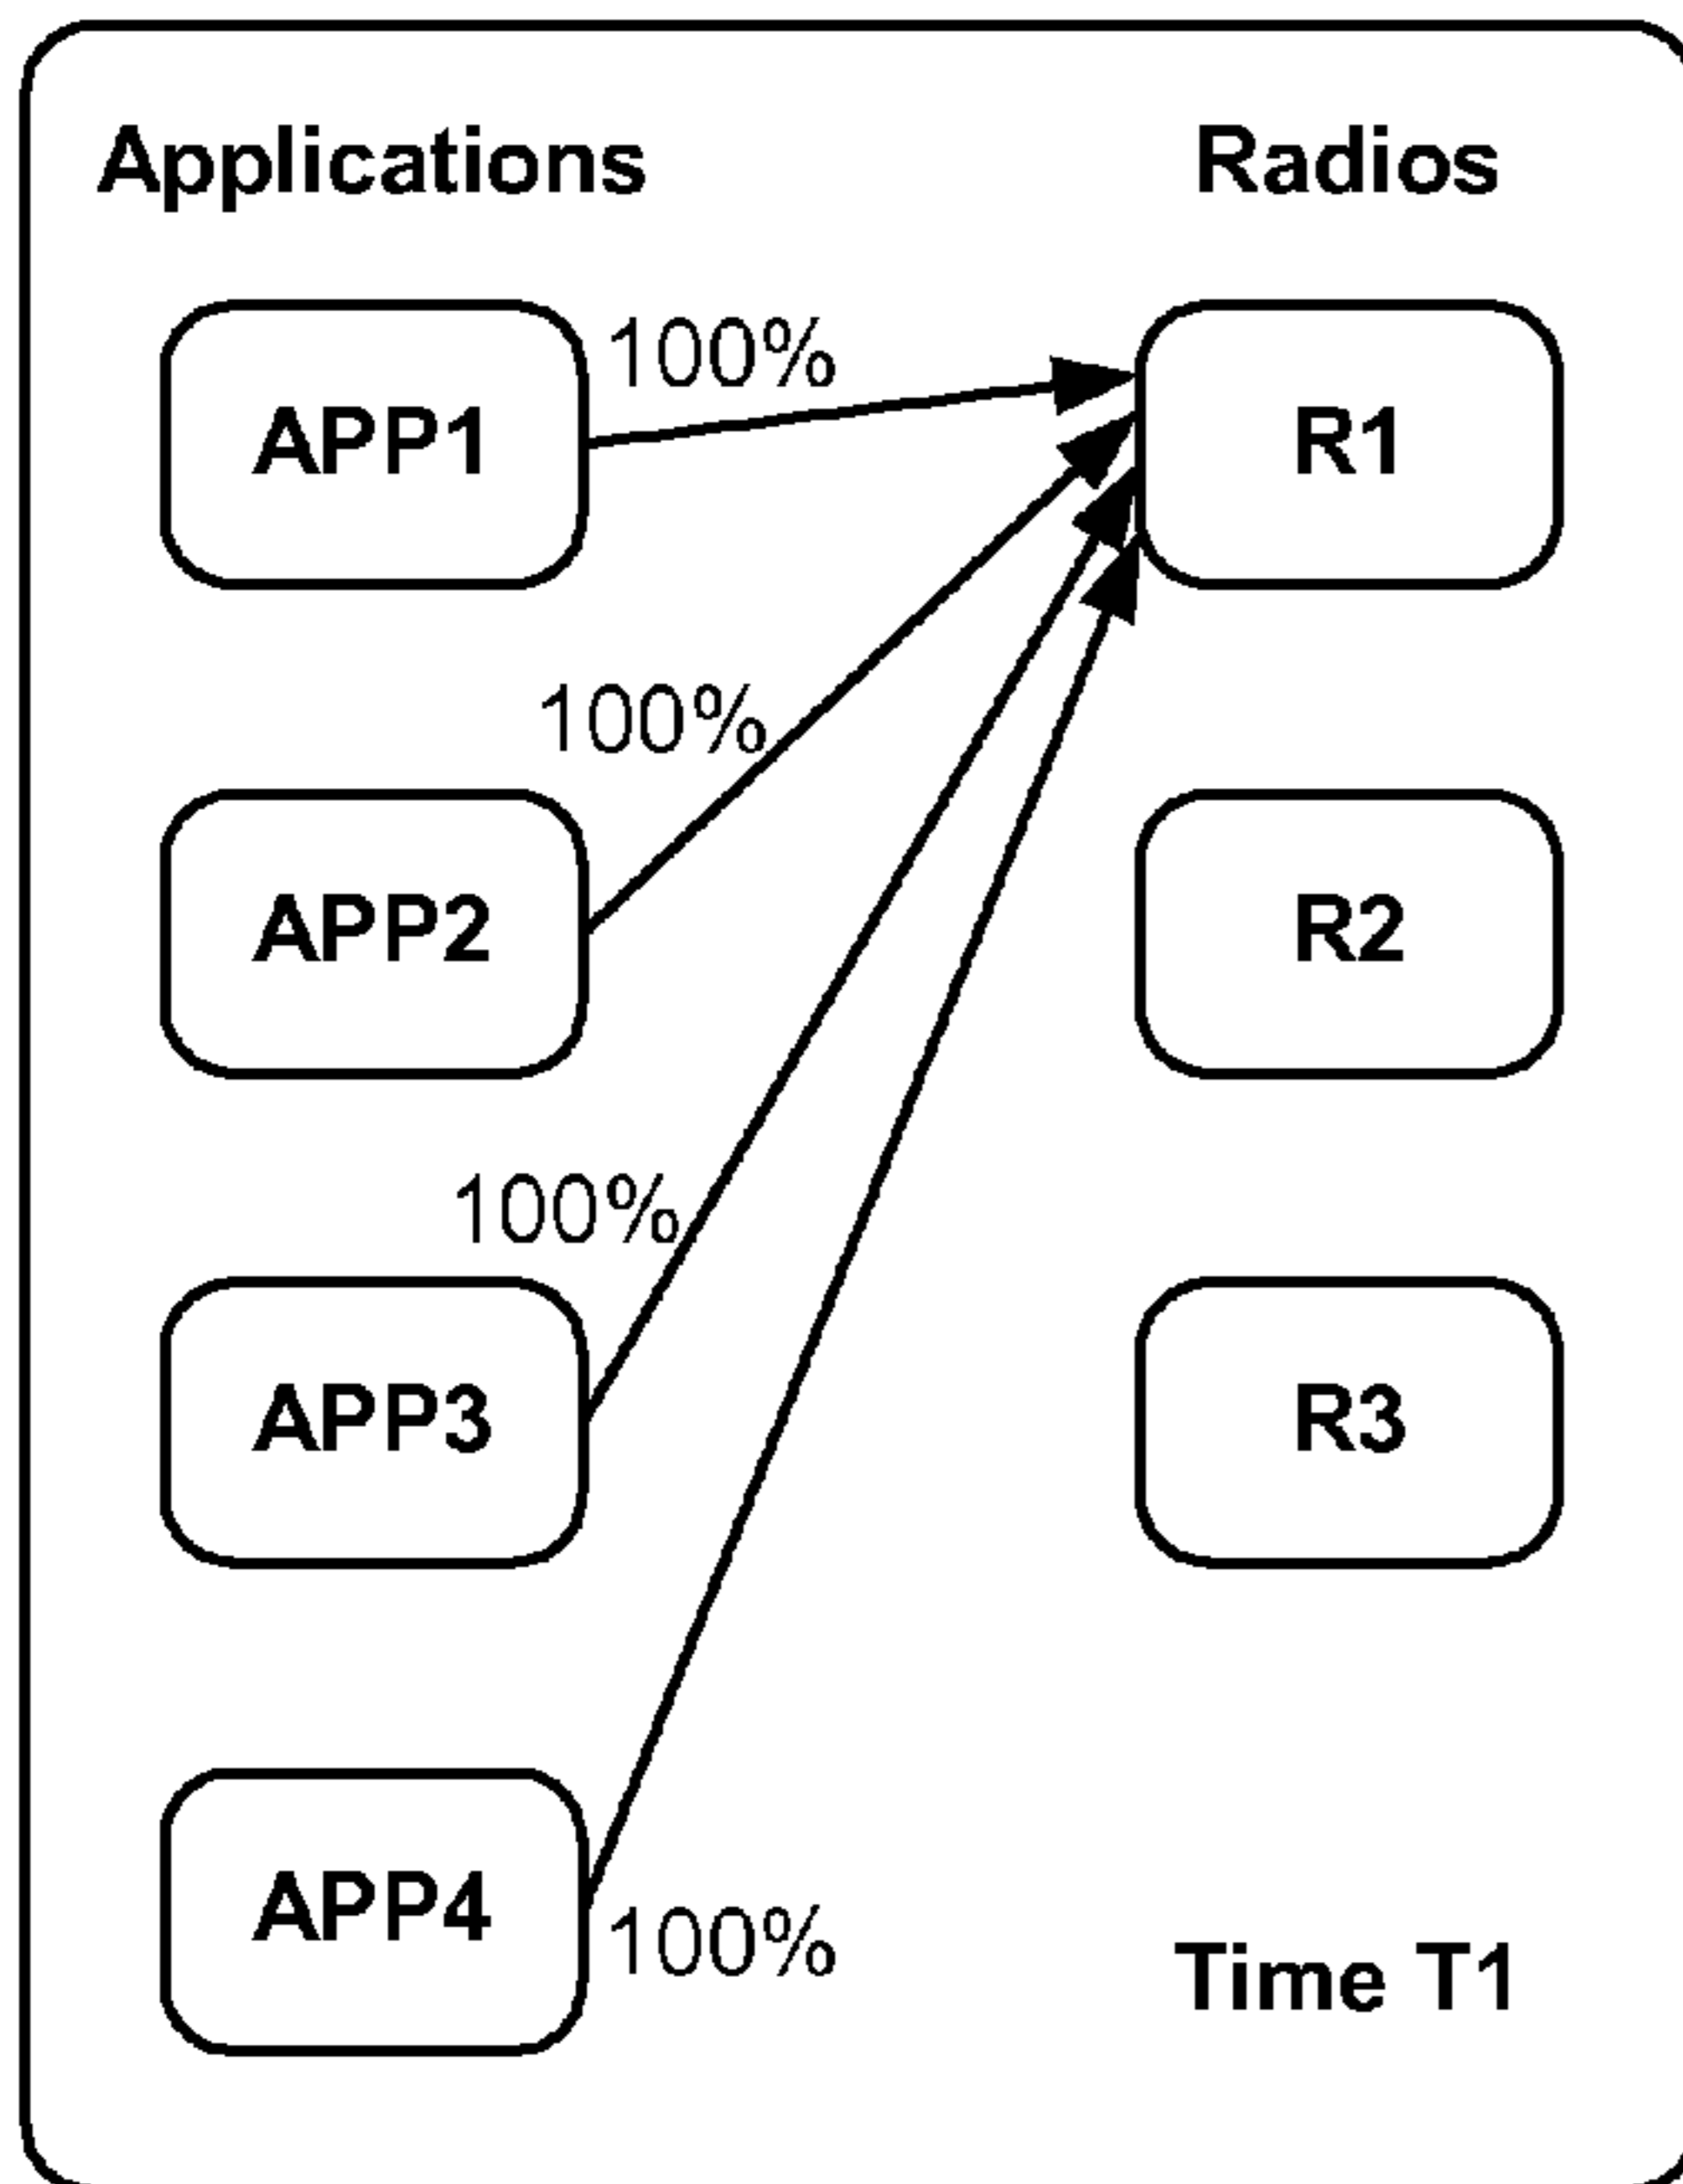 Applications Radios
100%
APP1 R1
100%
APP2 R2
100%
APP3 R3
APP4
100%
Time T1